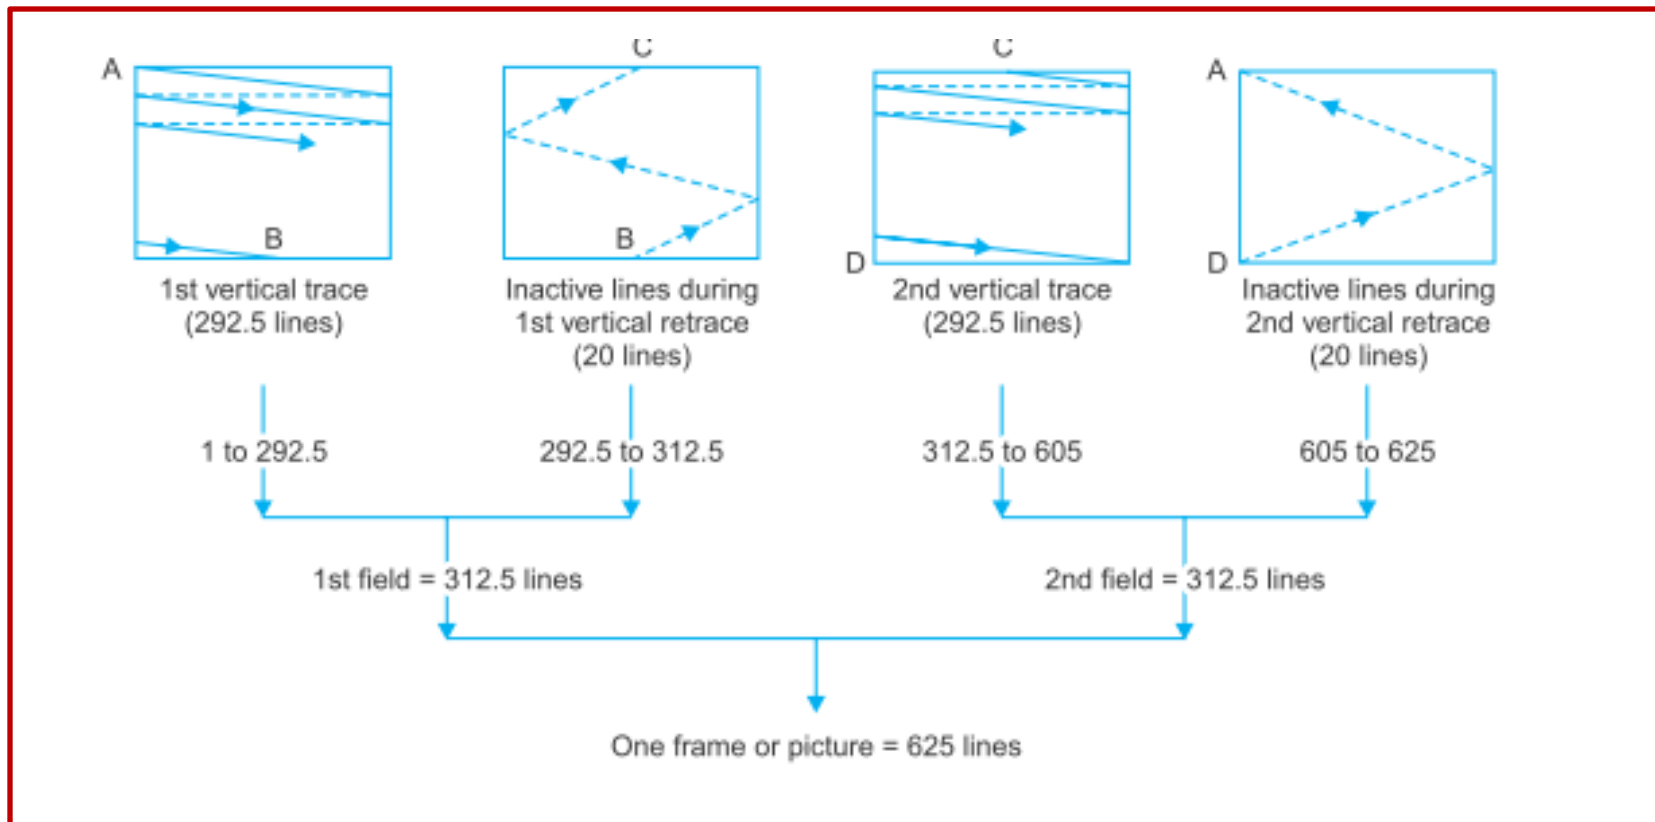 A
C
C
A
B
B
D
D
1st vertical trace
(292.5 lines)
Inactive lines during
1st vertical retrace
(20 lines)
2nd vertical trace
(292.5 lines)
Inactive lines during
2nd vertical retrace
(20 lines)
1 to 292.5
292.5 to 312.5
312.5 to 605
605 to 625
1st field = 312.5 lines
2nd field = 312.5 lines
One frame or picture = 625 lines